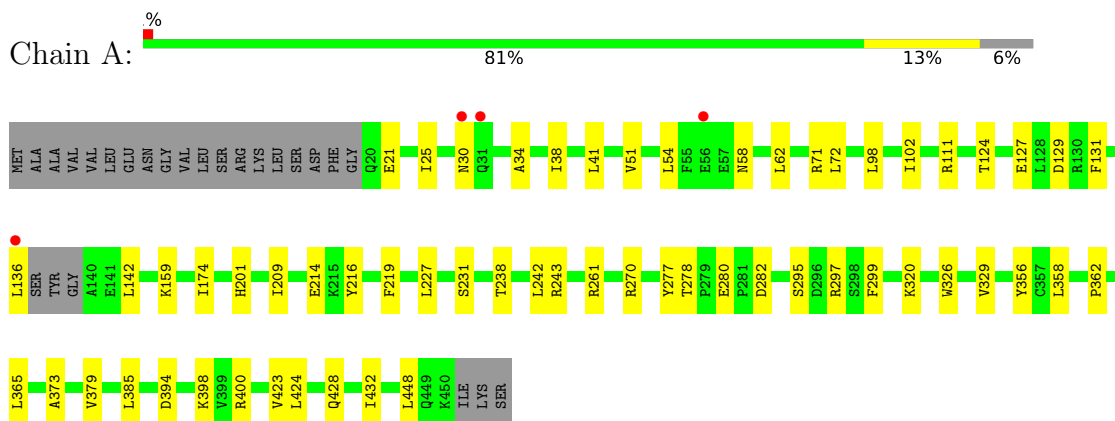 .%
Chain A:
81% 13% 6%
MET ALA ALA VAL VAL LEU GLU ASN GLY VAL LEU SER ARG LYS LEU SER ASP PHE GLY Q20 E21 I25 N30 Q31 A34 I38 L41 V51 L54 F55 E56 E57 N58 L62 R71 L72 L98 I102 R111 T124 E127 L128 D129 R130 F131
L136 SER TYR GLY A140 E141 L142 K159 I174 H201 I209 E214 K215 Y216 F219 L227 S231 T238 L242 R243 R261 R270 Y277 T278 P279 E280 P281 D282 S295 D296 R297 S298 F299 K320 W326 V329 Y356 C357 L358 P362
L365 A373 V379 L385 D394 K398 V399 R400 V423 L424 Q428 I432 L448 Q449 K450 ILE LYS SER